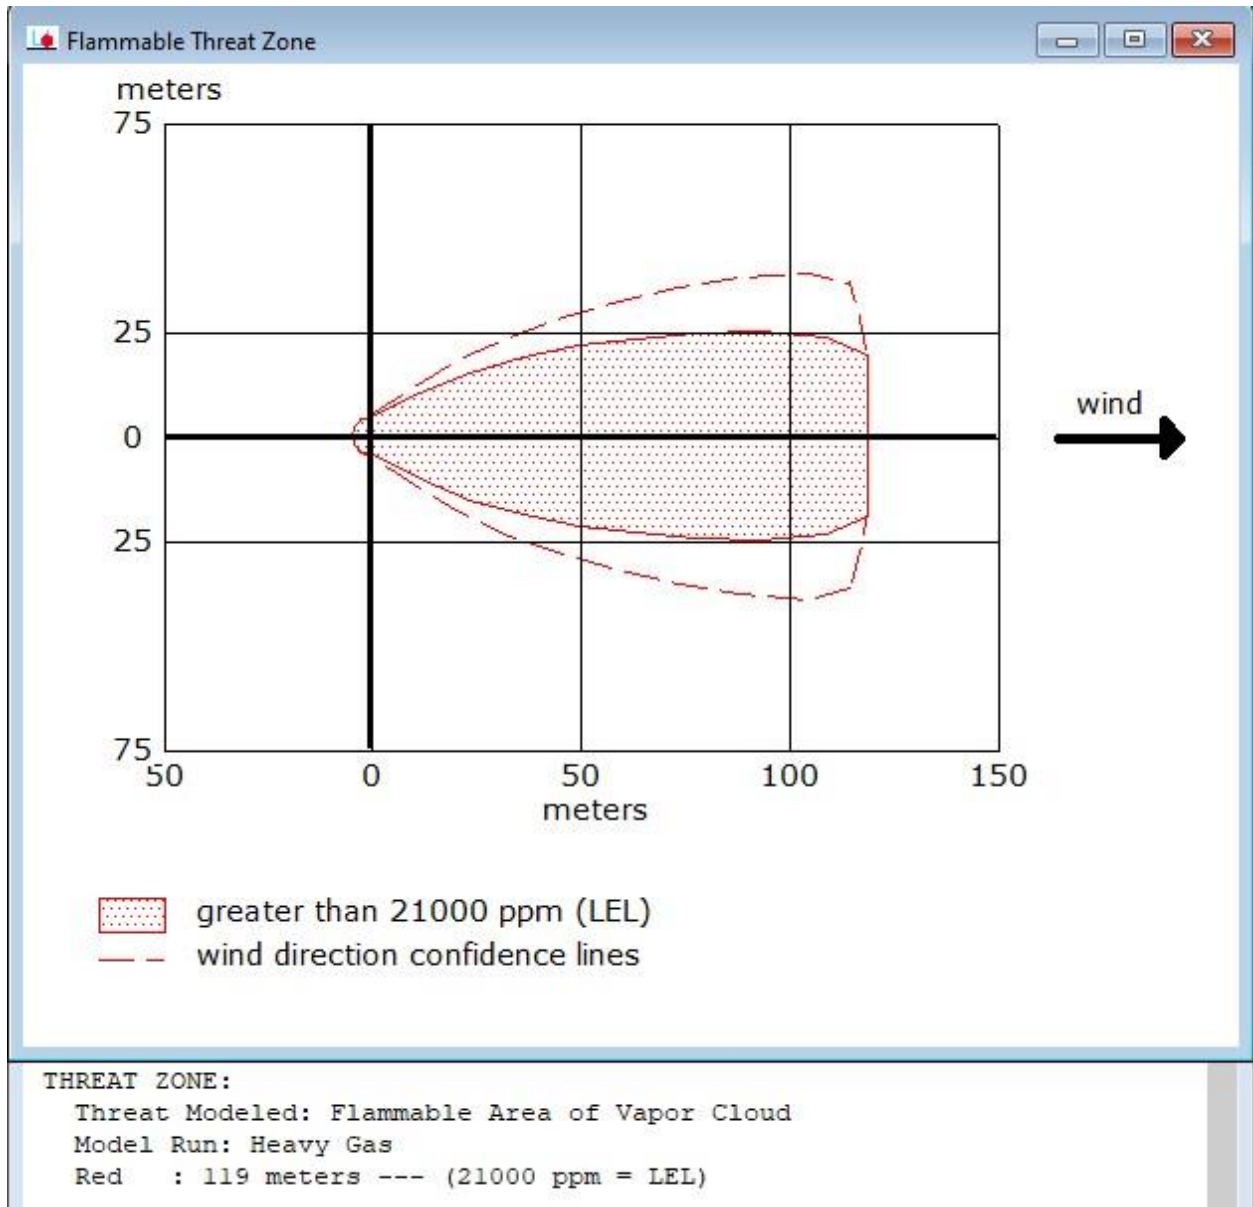 Flammable Threat Zone
meters
75
25
0
25
75
50 0 50 100 150
meters
wind
greater than 21000 ppm (LEL)
wind direction confidence lines
THREAT ZONE:
Threat Modeled: Flammable Area of Vapor Cloud
Model Run: Heavy Gas
Red   : 119 meters --- (21000 ppm = LEL)